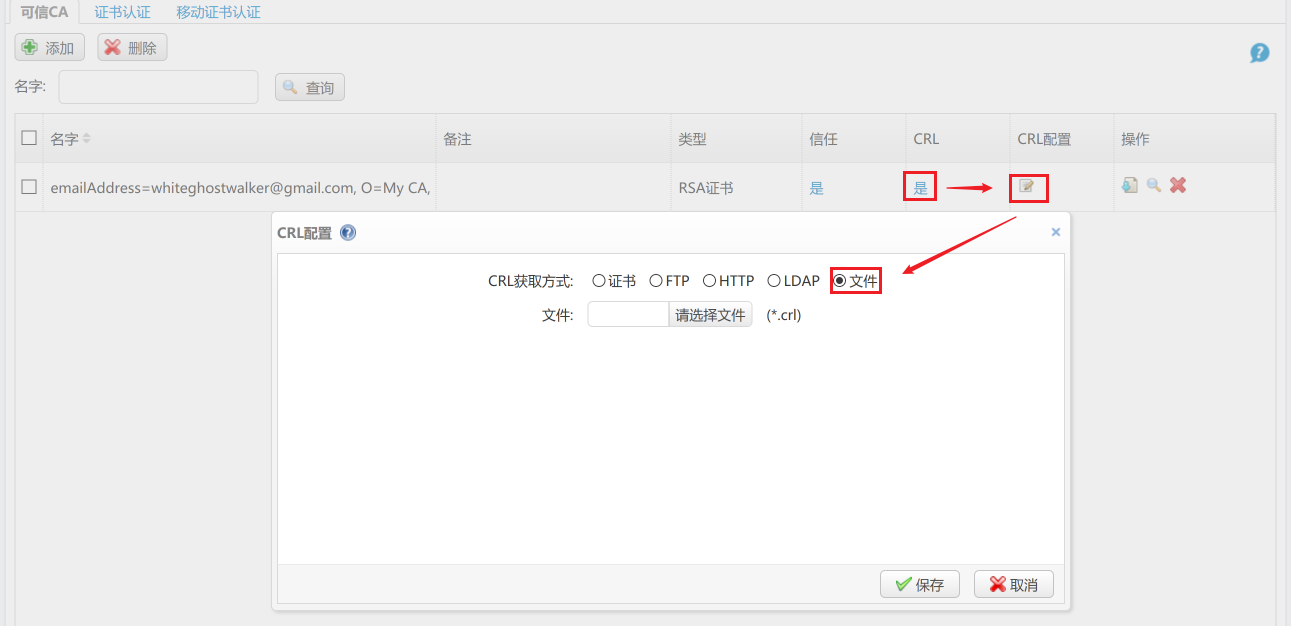 可信CA 证书认证 移动证书认证
添加 删除
名字: 查询
名字 备注 类型 信任 CRL CRL配置 操作
emailAddress=whiteghostwalker@gmail.com, O=My CA, RSA证书 是 是
CRL配置
CRL获取方式: 证书 FTP HTTP LDAP 文件
文件: 请选择文件 (*.crl)
保存 取消